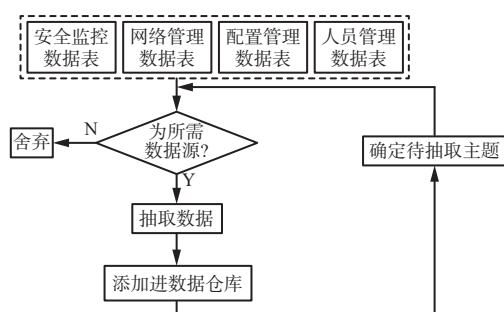 安全监控
数据表
网络管理
数据表
配置管理
数据表
人员管理
数据表
N
为所需
数据源?
舍弃
确定待抽取主题
Y
抽取数据
添加进数据仓库